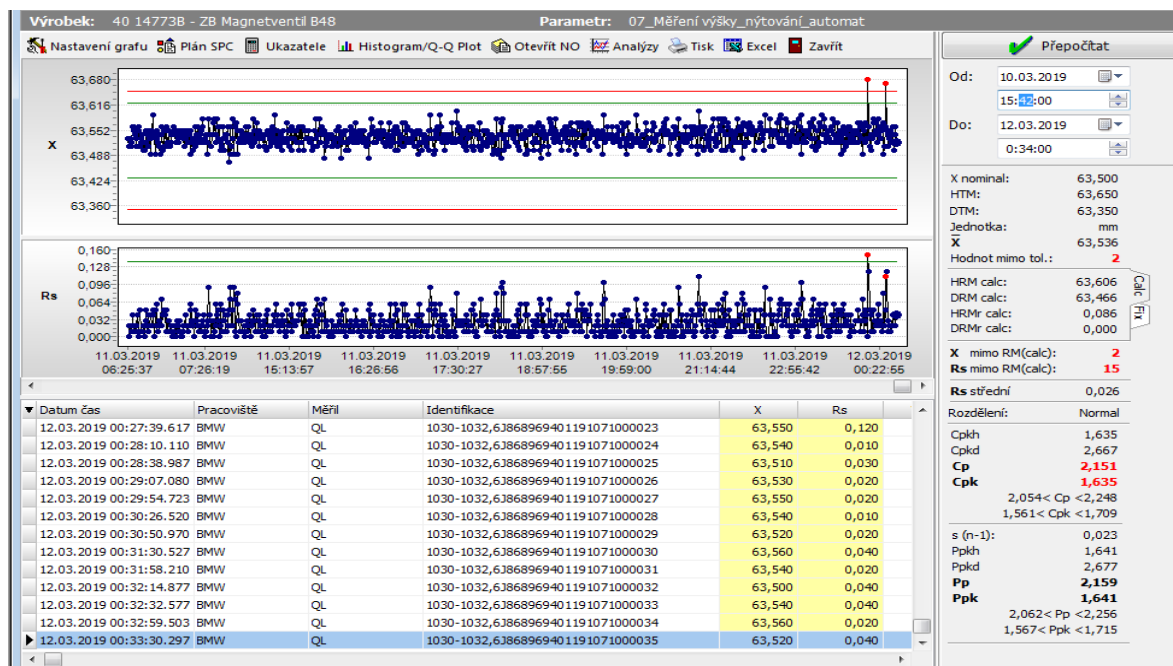 Výrobek: 40 14773B - ZB Magnetventil B48 Parametr: 07_Měření výšky_nýtování_automat
Nastavení grafu Plán SPC Ukazatele Histogram/Q-Q Plot Otevřít NO Analýzy Tisk Excel Zavřít
Přepočítat
63,680
63,616
63,552
X
63,488
63,424
63,360
0,160
0,128
0,096
Rs
0,064
0,032
0,000
11.03.2019 11.03.2019 11.03.2019 11.03.2019 11.03.2019 11.03.2019 11.03.2019 11.03.2019 11.03.2019 12.03.2019
06:25:37 07:26:19 15:13:57 16:26:56 17:30:27 18:57:55 19:59:00 21:14:44 22:55:42 00:22:55
Datum čas Pracoviště Měřil Identifikace X Rs
12.03.2019 00:27:39.617 BMW QL 1030-1032,6J86896940119107100​0023 63,550 0,120
12.03.2019 00:28:10.110 BMW QL 1030-1032,6J868969401191071000024 63,540 0,010
12.03.2019 00:28:38.987 BMW QL 1030-1032,6J868969401191071000025 63,510 0,030
12.03.2019 00:29:07.080 BMW QL 1030-1032,6J868969401191071000026 63,530 0,020
12.03.2019 00:29:54.723 BMW QL 1030-1032,6J868969401191071000027 63,550 0,020
12.03.2019 00:30:26.520 BMW QL 1030-1032,6J868969401191071000028 63,540 0,010
12.03.2019 00:30:50.970 BMW QL 1030-1032,6J868969401191071000029 63,520 0,020
12.03.2019 00:31:30.527 BMW QL 1030-1032,6J868969401191071000030 63,560 0,040
12.03.2019 00:31:58.210 BMW QL 1030-1032,6J868969401191071000031 63,540 0,020
12.03.2019 00:32:14.877 BMW QL 1030-1032,6J868969401191071000032 63,500 0,040
12.03.2019 00:32:32.577 BMW QL 1030-1032,6J868969401191071000033 63,540 0,040
12.03.2019 00:32:59.503 BMW QL 1030-1032,6J868969401191071000034 63,560 0,020
12.03.2019 00:33:30.297 BMW QL 1030-1032,6J868969401191071000035 63,520 0,040
Od: 10.03.2019
15:42:00
Do: 12.03.2019
0:34:00
X nominal: 63,500
HTM: 63,650
DTM: 63,350
Jednotka: mm
X̅ 63,536
Hodnot mimo tol.: 2
HRM calc: 63,606
DRM calc: 63,466
HRMr calc: 0,086
DRMr calc: 0,000
Calc
Fix
X mimo RM(calc): 2
Rs mimo RM(calc): 15
Rs střední 0,026
Rozdělení: Normal
Cpkh 1,635
Cpkd 2,667
Cp 2,151
Cpk 1,635
2,054< Cp <2,248
1,561< Cpk <1,709
s (n-1): 0,023
Ppkh 1,641
Ppkd 2,677
Pp 2,159
Ppk 1,641
2,062< Pp <2,256
1,567< Ppk <1,715